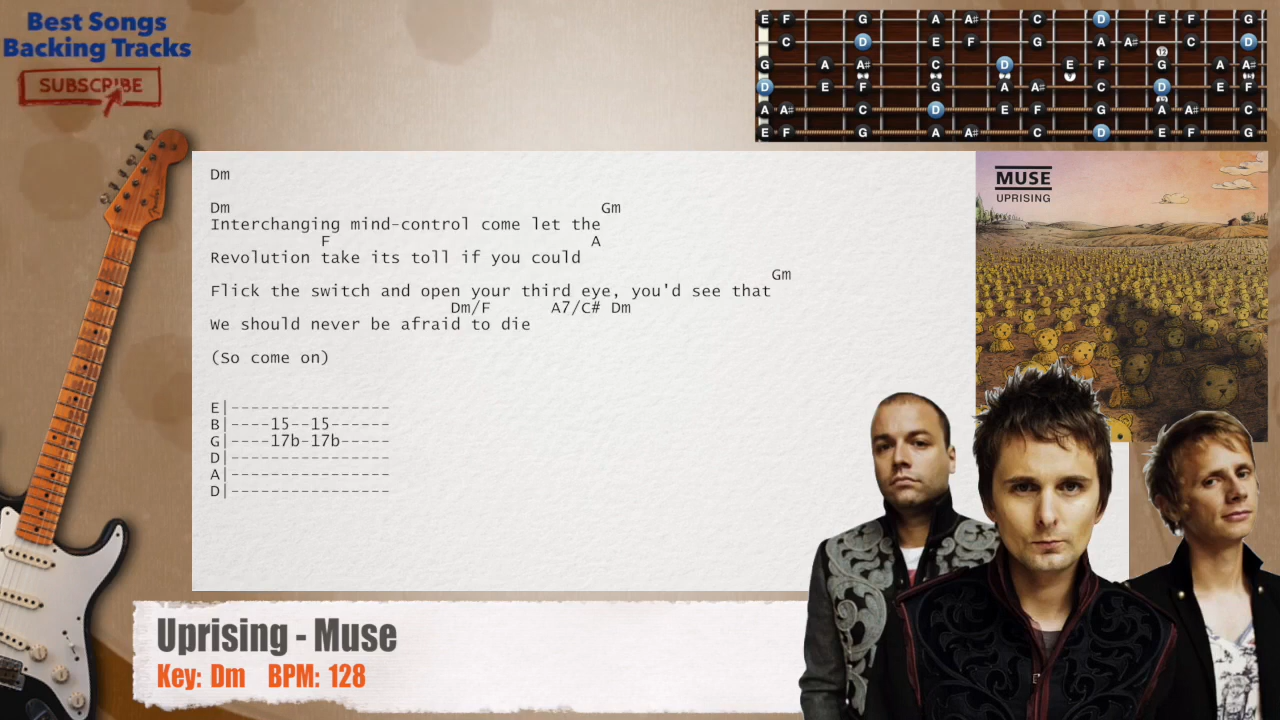 Best Songs
Backing Tracks
SUBSCRIBE
E F G A A# C D E F G
C D E F G A A# C D
12
G A A# C D E F G A A#
D E F G A A# C D E F
A A# C D E F G A A# C
E F G A A# C D E F G
MUSE
UPRISING
Dm
Dm Gm
Interchanging mind-control come let the
F A
Revolution take its toll if you could
Gm
Flick the switch and open your third eye, you'd see that
Dm/F A7/C# Dm
We should never be afraid to die
(So come on)
E|----------------
B|----15--15------
G|----17b-17b-----
D|----------------
A|----------------
D|----------------
Uprising - Muse
Key: Dm BPM: 128